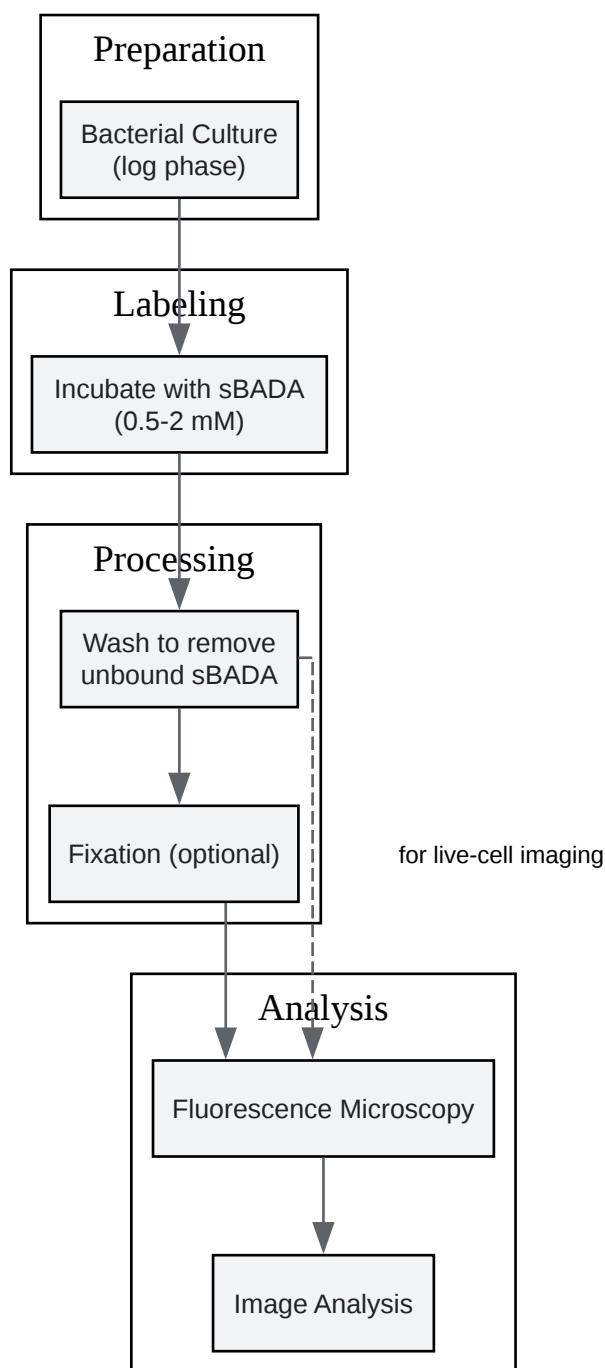 Preparation
Bacterial Culture
(log phase)
Labeling
Incubate with sBADA
(0.5-2 mM)
Processing
Wash to remove
unbound sBADA
Fixation (optional)
for live-cell imaging
Analysis
Fluorescence Microscopy
Image Analysis